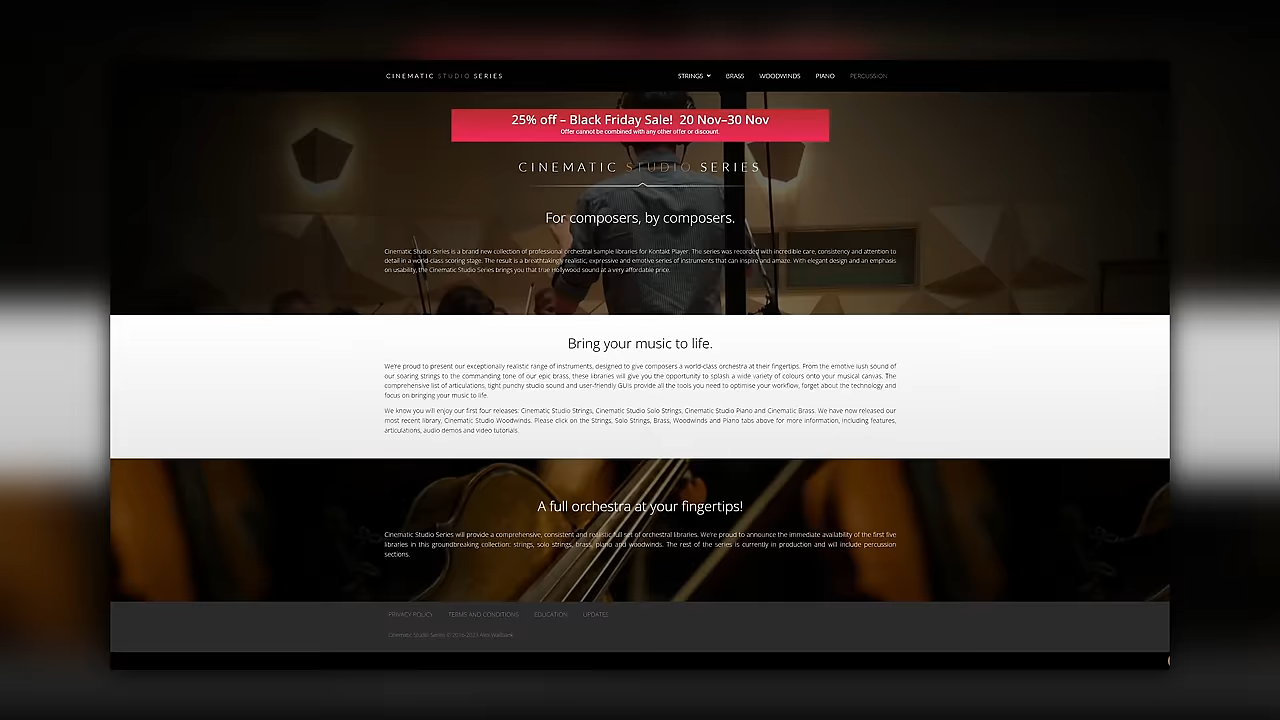 CINEMATIC STUDIO SERIES
STRINGS BRASS WOODWINDS PIANO PERCUSSION
25% off – Black Friday Sale! 20 Nov–30 Nov
Offer cannot be combined with any other offer or discount.
CINEMATIC STUDIO SERIES
For composers, by composers.
Cinematic Studio Series is a brand new collection of professional orchestral sample libraries for Kontakt Player. The series was recorded with incredible care, consistency and attention to
detail in a world-class scoring stage. The result is a breathtakingly realistic, expressive and emotive series of instruments that can inspire and amaze. With elegant design and an emphasis
on usability, the Cinematic Studio Series brings you that true Hollywood sound at a very affordable price.
Bring your music to life.
We're proud to present our exceptionally realistic range of instruments, designed to give composers a world-class orchestra at their fingertips. From the emotive lush sound of
our soaring strings to the commanding tone of our epic brass, these libraries will give you the opportunity to splash a wide variety of colours onto your musical canvas. The
comprehensive list of articulations, tight punchy studio sound and user-friendly GUIs provide all the tools you need to optimise your workflow, forget about the technology and
focus on bringing your music to life.
We know you will enjoy our first four releases: Cinematic Studio Strings, Cinematic Studio Solo Strings, Cinematic Studio Piano and Cinematic Brass. We have now released our
most recent library, Cinematic Studio Woodwinds. Please click on the Strings, Solo Strings, Brass, Woodwinds and Piano tabs above for more information, including features,
articulations, audio demos and video tutorials.
A full orchestra at your fingertips!
Cinematic Studio Series will provide a comprehensive, consistent and realistic full set of orchestral libraries. We're proud to announce the immediate availability of the first five
libraries in this groundbreaking collection: strings, solo strings, brass, piano and woodwinds. The rest of the series is currently in production and will include percussion
sections.
PRIVACY POLICY TERMS AND CONDITIONS EDUCATION UPDATES
Cinematic Studio Series © Alex Wallbank